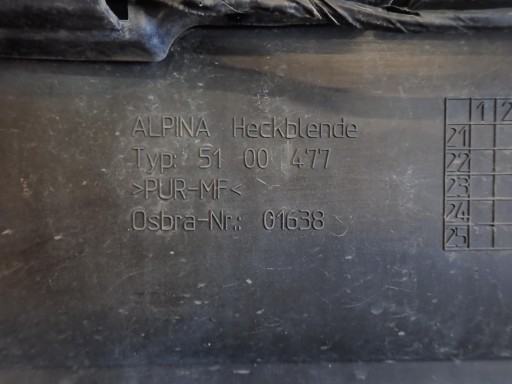 ALPINA Heckblende
Typ: 51 00 477
>PUR-MF<
Osbra-Nr.: 01638
1 2
21
22
23
24
25